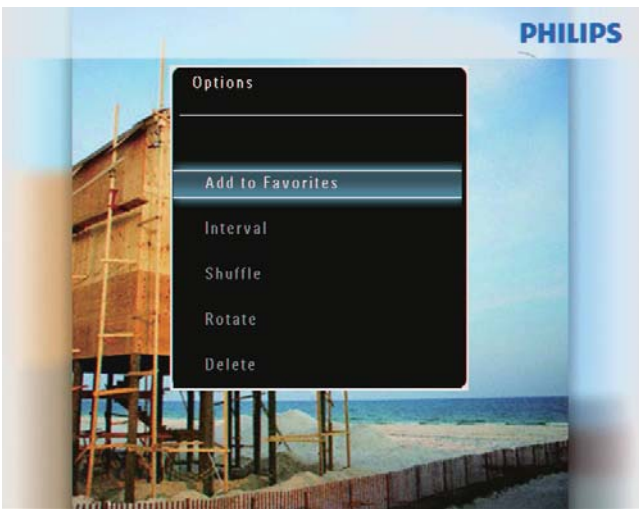 PHILIPS
Options
Add to Favorites
Interval
Shuffle
Rotate
Delete